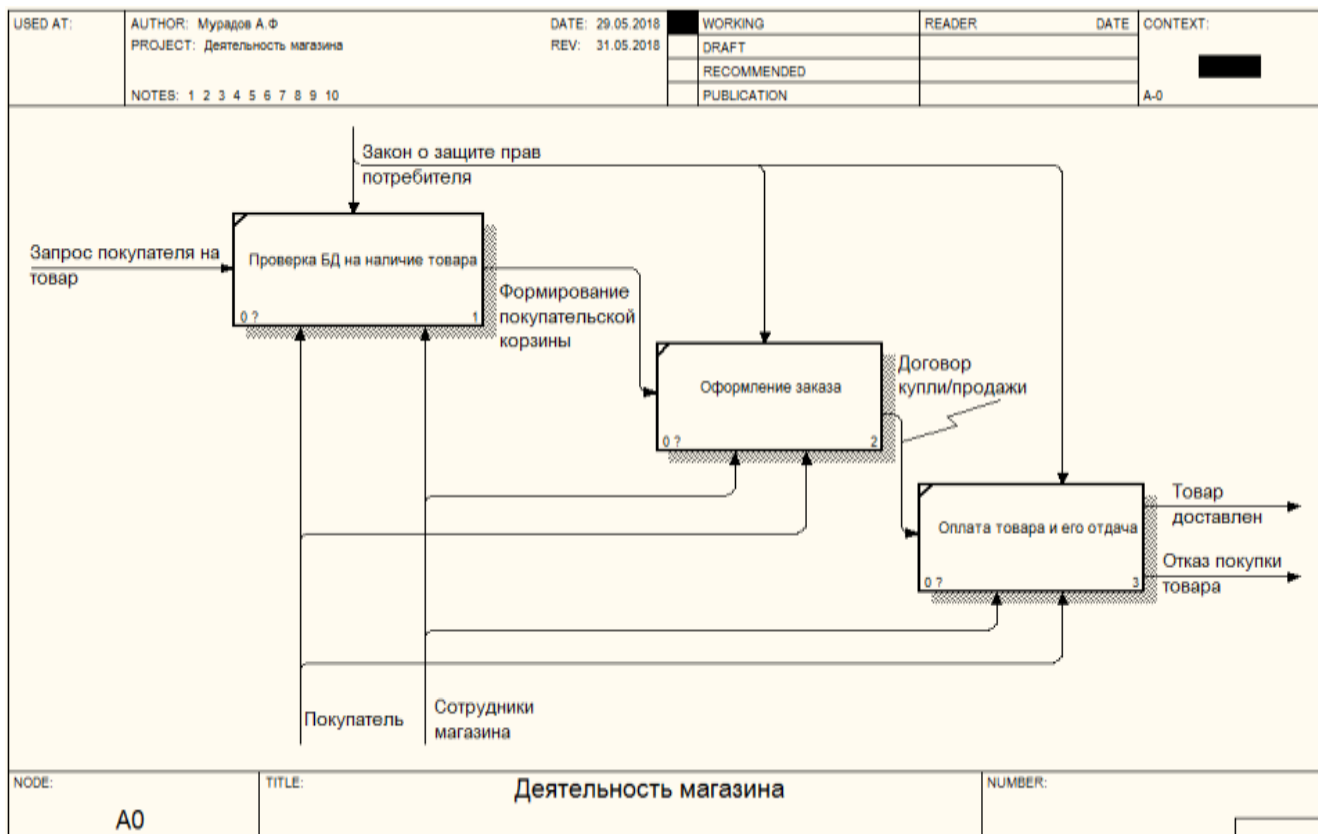 USED AT:
AUTHOR: Мурадов А.Ф
DATE: 29.05.2018
WORKING
READER
DATE
CONTEXT:
PROJECT: Деятельность магазина
REV: 31.05.2018
DRAFT
RECOMMENDED
NOTES: 1 2 3 4 5 6 7 8 9 10
PUBLICATION
A-0
Закон о защите прав
потребителя
Запрос покупателя на
товар
Проверка БД на наличие товара
0 ?
1
Формирование
покупательской
корзины
Оформление заказа
0 ?
2
Договор
купли/продажи
Оплата товара и его отдача
0 ?
3
Товар
доставлен
Отказ покупки
товара
Покупатель
Сотрудники
магазина
NODE:
A0
TITLE:
Деятельность магазина
NUMBER: